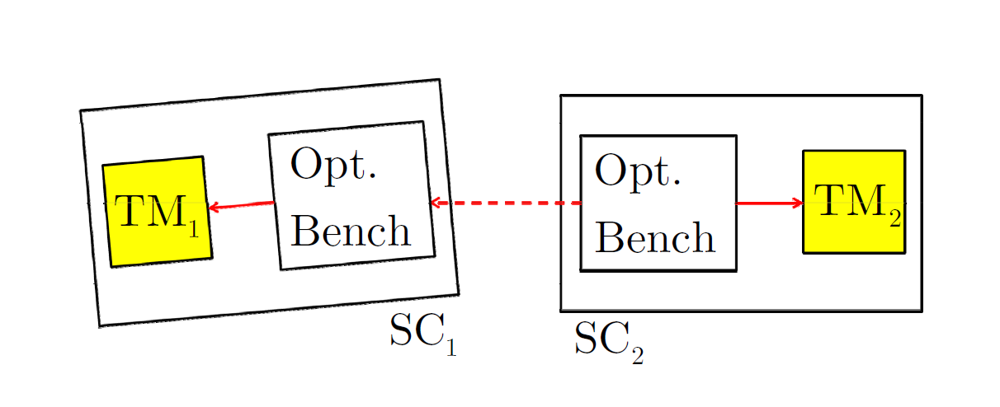 Opt.
Bench
TM₁
SC₁
Opt.
Bench
TM₂
SC₂